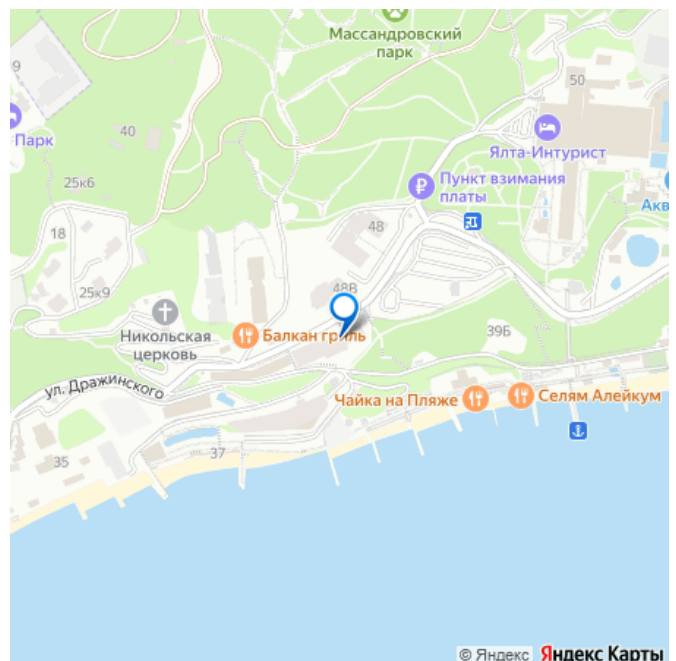 Массандровский
парк
9
50
40
Парк
Ялта-Интурист
25к6
Пункт взимания
платы
Акв
18
48
25к9
48В
Никольская
церковь
Балкан гриль
39Б
ул. Дражинского
Чайка на Пляже
Селям Алейкум
35
37
© Яндекс Яндекс Карты